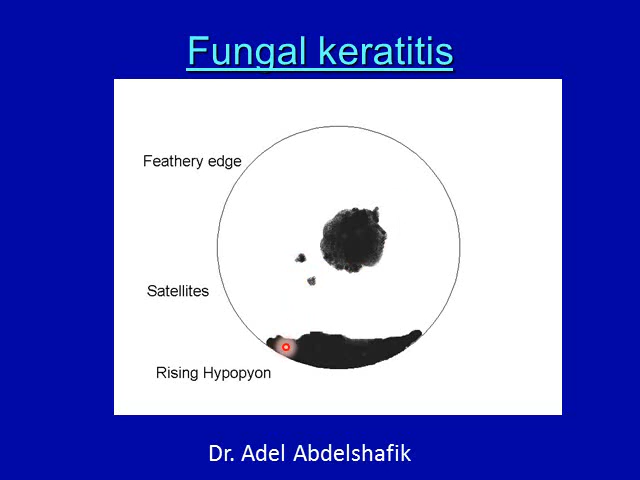 Fungal keratitis
Feathery edge
Satellites
Rising Hypopyon
Dr. Adel Abdelshafik